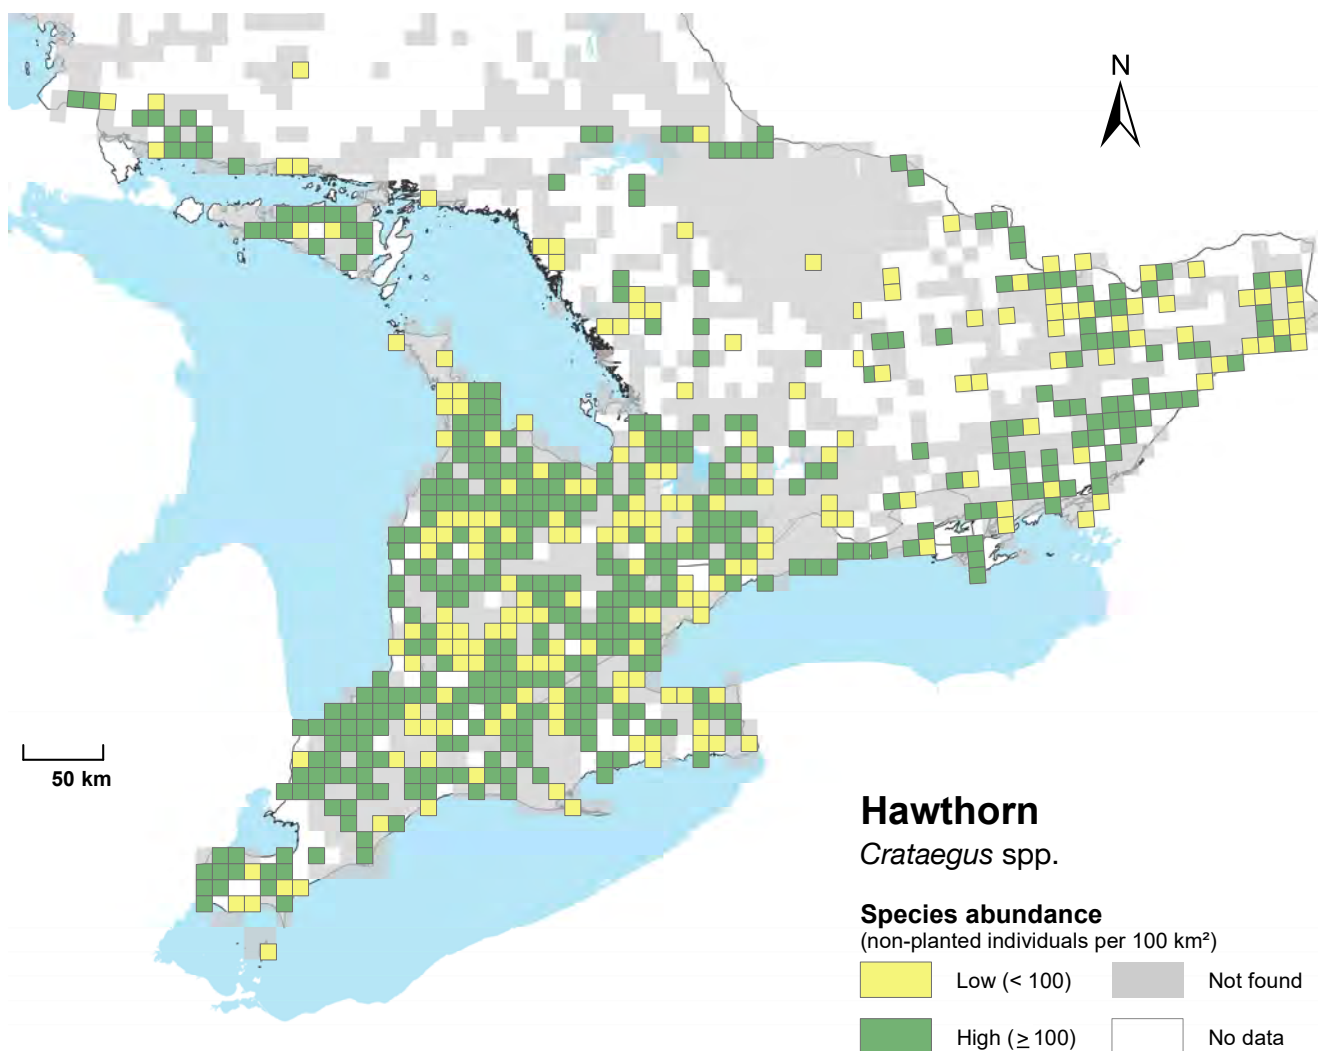 N
50 km
Hawthorn
Crataegus spp.
Species abundance
(non-planted individuals per 100 km²)
Low (< 100)
Not found
High (≥ 100)
No data